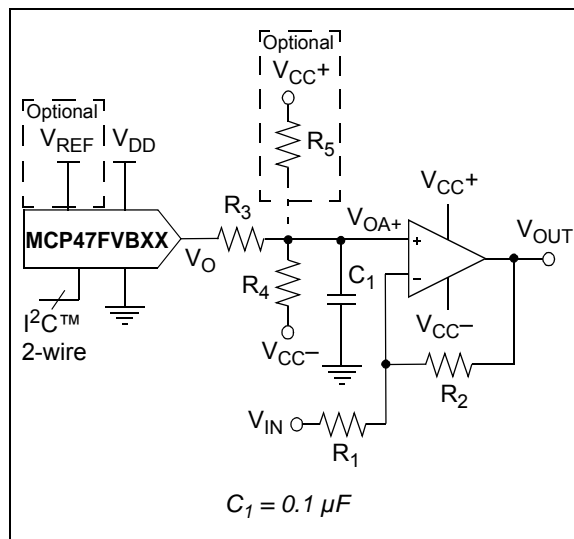 Optional
VCC+
R5
Optional
VREF
VDD
VCC+
R3
VOA+
VOUT
MCP47FVBXX
VO
+
–
R4
C1
I²C™
2-wire
VCC–
VCC–
R2
VIN
R1
C1 = 0.1 µF